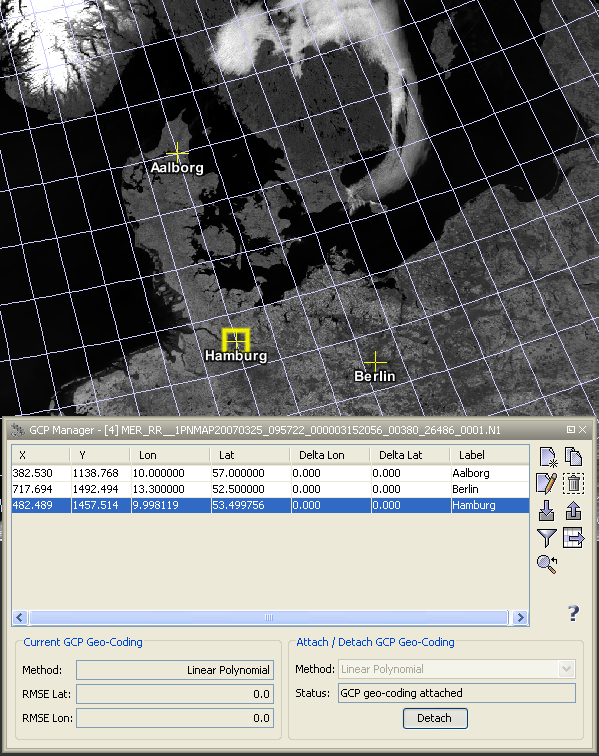 Aalborg
Hamburg
Berlin
GCP Manager - [4] MER_RR__1PNMAP20070325_095722_000003152056_00380_26486_0001.N1
X Y Lon Lat Delta Lon Delta Lat Label
382.530 1138.768 10.000000 57.000000 0.000 0.000 Aalborg
717.694 1492.494 13.300000 52.500000 0.000 0.000 Berlin
482.489 1457.514 9.998119 53.499756 0.000 0.000 Hamburg
?
Current GCP Geo-Coding
Method: Linear Polynomial
RMSE Lat: 0.0
RMSE Lon: 0.0
Attach / Detach GCP Geo-Coding
Method: Linear Polynomial
Status: GCP geo-coding attached
Detach